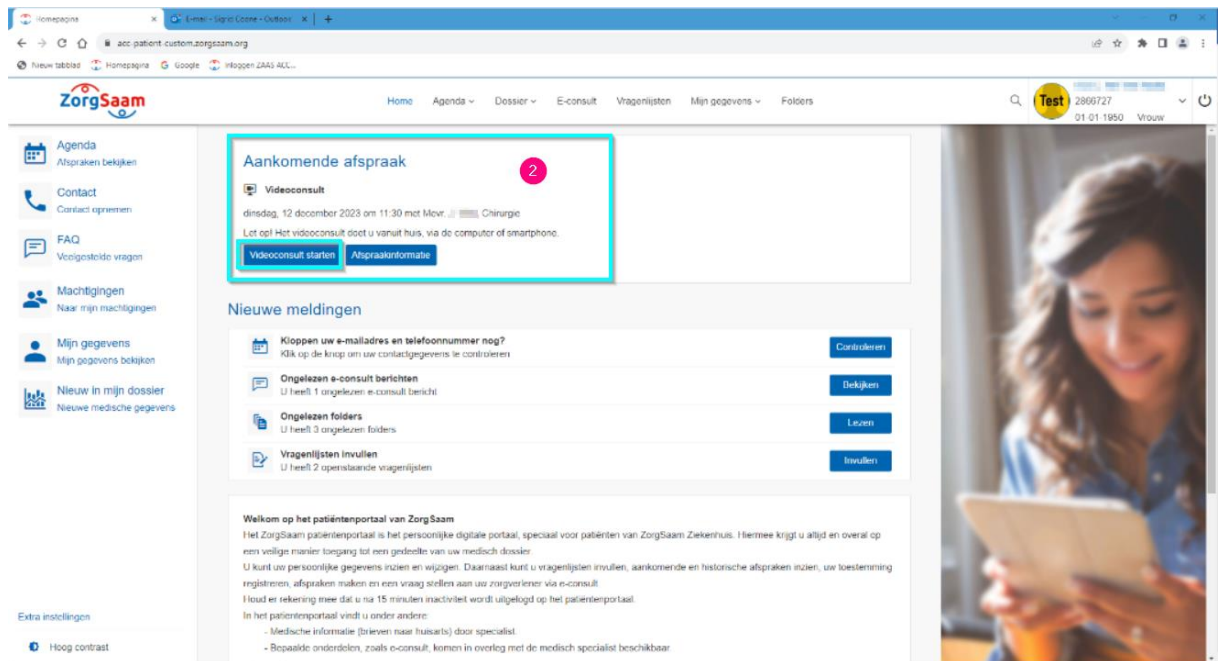 Homepagina
E-mail - Sigrid Cosne - Outlook
acc-patient-custom.zorgsaam.org
Nieuw tabblad Homepagina Google Inloggen ZAAS ACC...
ZorgSaam
Home Agenda Dossier E-consult Vragenlijsten Mijn gegevens Folders
Test
2866727
01-01-1950 Vrouw
Agenda
Afspraken bekijken
Contact
Contact opnemen
FAQ
Veelgestelde vragen
Machtigingen
Naar mijn machtigingen
Mijn gegevens
Mijn gegevens bekijken
Nieuw in mijn dossier
Nieuwe medische gegevens
Extra instellingen
Hoog contrast
Aankomende afspraak
2
Videoconsult
dinsdag, 12 december 2023 om 11:30 met Mevr. J , Chirurgie
Let op! Het videoconsult doet u vanuit huis, via de computer of smartphone.
Videoconsult starten Afspraakinformatie
Nieuwe meldingen
Kloppen uw e-mailadres en telefoonnummer nog?
Klik op de knop om uw contactgegevens te controleren
Controleren
Ongelezen e-consult berichten
U heeft 1 ongelezen e-consult bericht
Bekijken
Ongelezen folders
U heeft 3 ongelezen folders
Lezen
Vragenlijsten invullen
U heeft 2 openstaande vragenlijsten
Invullen
Welkom op het patiëntenportaal van ZorgSaam
Het ZorgSaam patiëntenportaal is het persoonlijke digitale portaal, speciaal voor patiënten van ZorgSaam Ziekenhuis. Hiermee krijgt u altijd en overal op
een veilige manier toegang tot een gedeelte van uw medisch dossier.
U kunt uw persoonlijke gegevens inzien en wijzigen. Daarnaast kunt u vragenlijsten invullen, aankomende en historische afspraken inzien, uw toestemming
registreren, afspraken maken en een vraag stellen aan uw zorgverlener via e-consult.
Houd er rekening mee dat u na 15 minuten inactiviteit wordt uitgelogd op het patiëntenportaal.
In het patiëntenportaal vindt u onder andere:
- Medische informatie (brieven naar huisarts) door specialist
- Bepaalde onderdelen, zoals e-consult, komen in overleg met de medisch specialist beschikbaar.